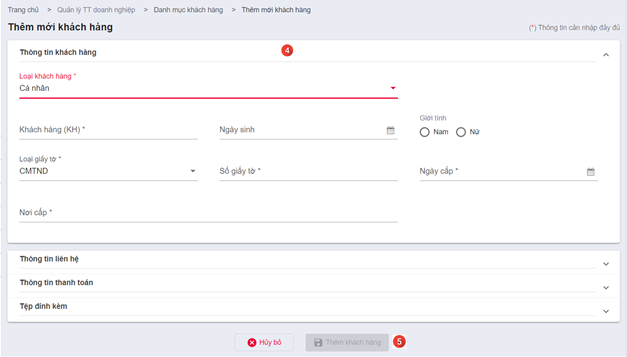 Trang chủ > Quản lý TT doanh nghiệp > Danh mục khách hàng > Thêm mới khách hàng
Thêm mới khách hàng
(*) Thông tin cần nhập đầy đủ
Thông tin khách hàng
4
Loại khách hàng *
Cá nhân
Khách hàng (KH) *
Ngày sinh
Giới tính
Nam Nữ
Loại giấy tờ *
CMTND
Số giấy tờ *
Ngày cấp *
Nơi cấp *
Thông tin liên hệ
Thông tin thanh toán
Tệp đính kèm
Hủy bỏ
Thêm khách hàng
5